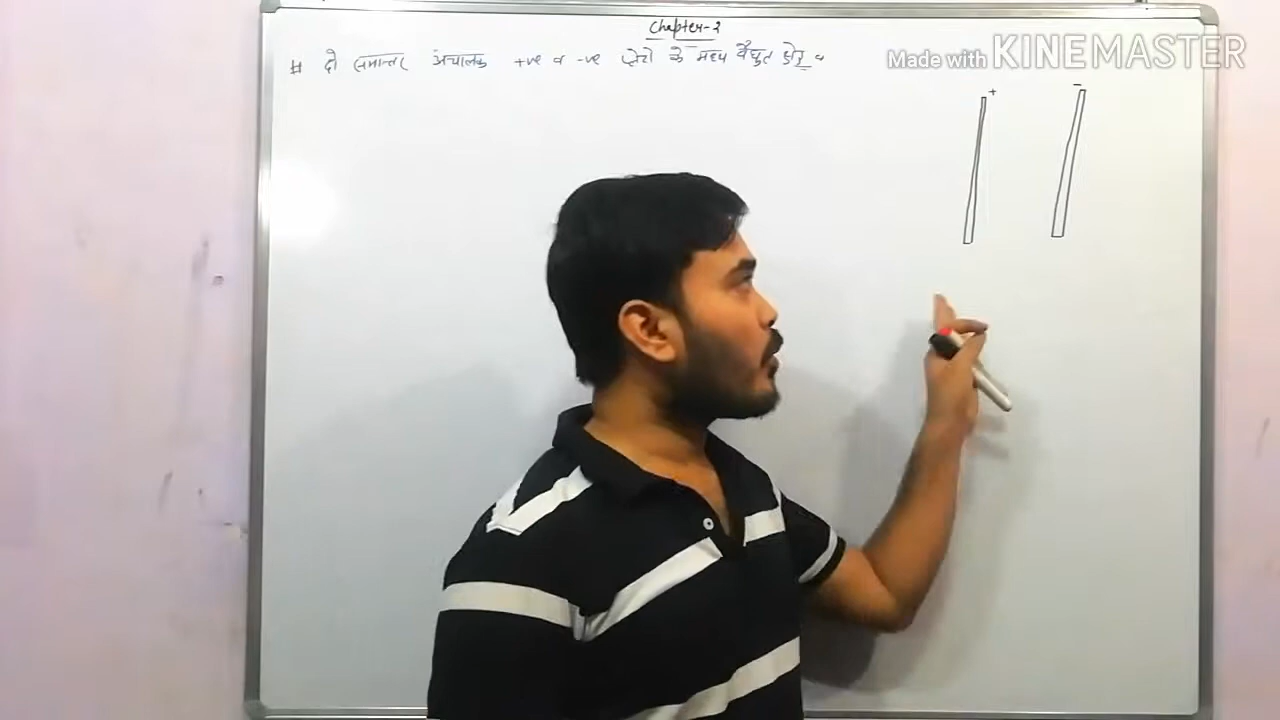 Chapter-2
# दो समान्तर अचालक +ve व -ve प्लेटो के मध्य वैधुत क्षेत्र व
Made with KINEMASTER
+ -